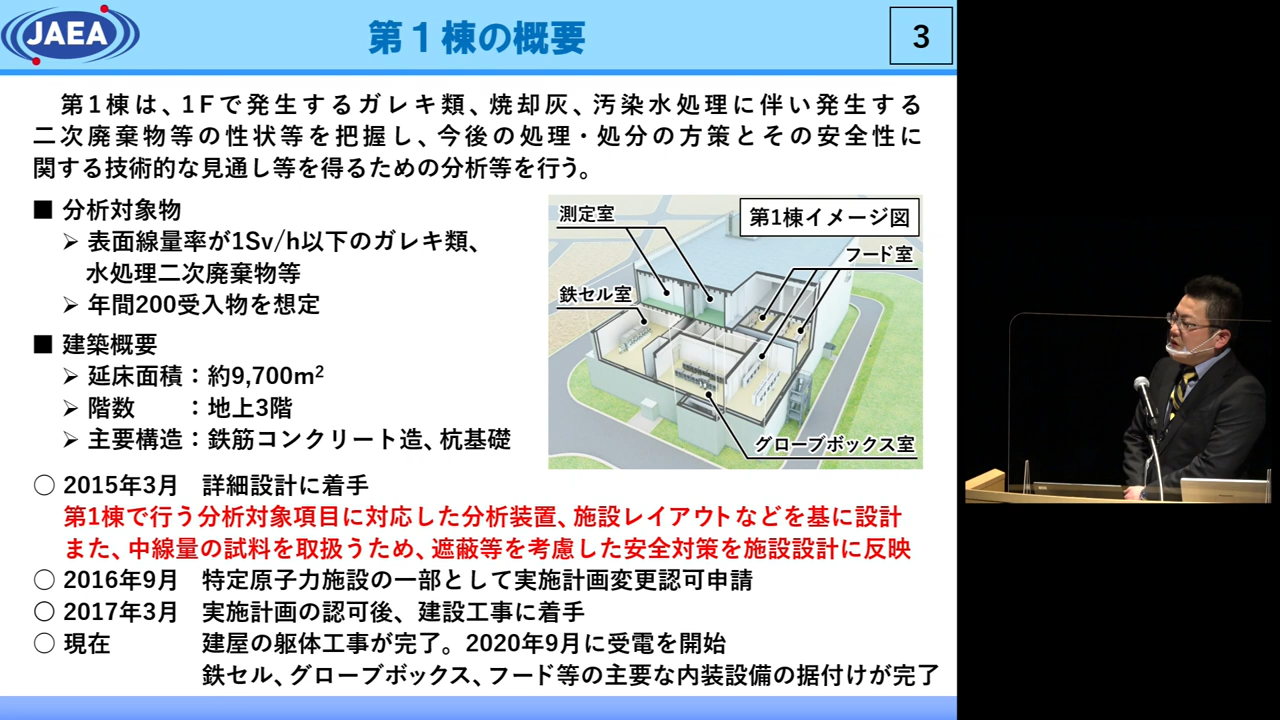 JAEA
第1棟の概要
3
第1棟は、1Fで発生するガレキ類、焼却灰、汚染水処理に伴い発生する
二次廃棄物等の性状等を把握し、今後の処理・処分の方策とその安全性に
関する技術的な見通し等を得るための分析等を行う。
■ 分析対象物
➢ 表面線量率が1Sv/h以下のガレキ類、
水処理二次廃棄物等
➢ 年間200受入物を想定
■ 建築概要
➢ 延床面積：約9,700m²
➢ 階数 ：地上3階
➢ 主要構造：鉄筋コンクリート造、杭基礎
測定室
第1棟イメージ図
フード室
鉄セル室
グローブボックス室
○ 2015年3月 詳細設計に着手
第1棟で行う分析対象項目に対応した分析装置、施設レイアウトなどを基に設計
また、中線量の試料を取扱うため、遮蔽等を考慮した安全対策を施設設計に反映
○ 2016年9月 特定原子力施設の一部として実施計画変更認可申請
○ 2017年3月 実施計画の認可後、建設工事に着手
○ 現在 建屋の躯体工事が完了。2020年9月に受電を開始
鉄セル、グローブボックス、フード等の主要な内装設備の据付けが完了